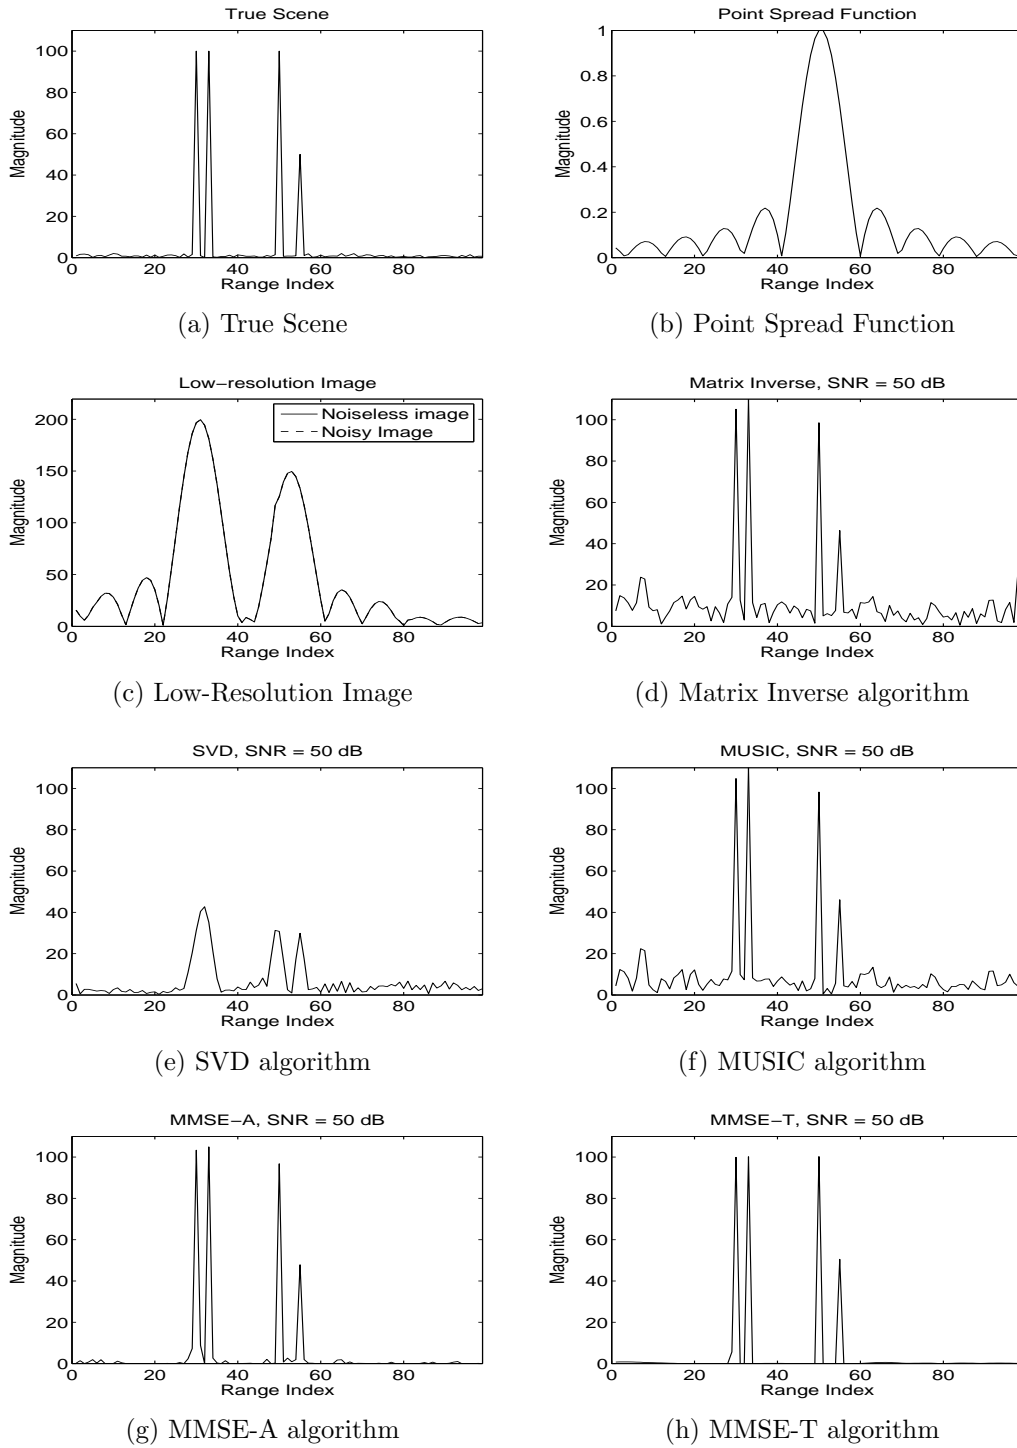 True Scene
Magnitude
100
80
60
40
20
0
0 20 40 60 80
Range Index
(a) True Scene
Point Spread Function
Magnitude
1
0.8
0.6
0.4
0.2
0
0 20 40 60 80
Range Index
(b) Point Spread Function
Low−resolution Image
Noiseless image
Noisy Image
Magnitude
200
150
100
50
0
0 20 40 60 80
Range Index
(c) Low-Resolution Image
Matrix Inverse, SNR = 50 dB
Magnitude
100
80
60
40
20
0
0 20 40 60 80
Range Index
(d) Matrix Inverse algorithm
SVD, SNR = 50 dB
Magnitude
100
80
60
40
20
0
0 20 40 60 80
Range Index
(e) SVD algorithm
MUSIC, SNR = 50 dB
Magnitude
100
80
60
40
20
0
0 20 40 60 80
Range Index
(f) MUSIC algorithm
MMSE−A, SNR = 50 dB
Magnitude
100
80
60
40
20
0
0 20 40 60 80
Range Index
(g) MMSE-A algorithm
MMSE−T, SNR = 50 dB
Magnitude
100
80
60
40
20
0
0 20 40 60 80
Range Index
(h) MMSE-T algorithm